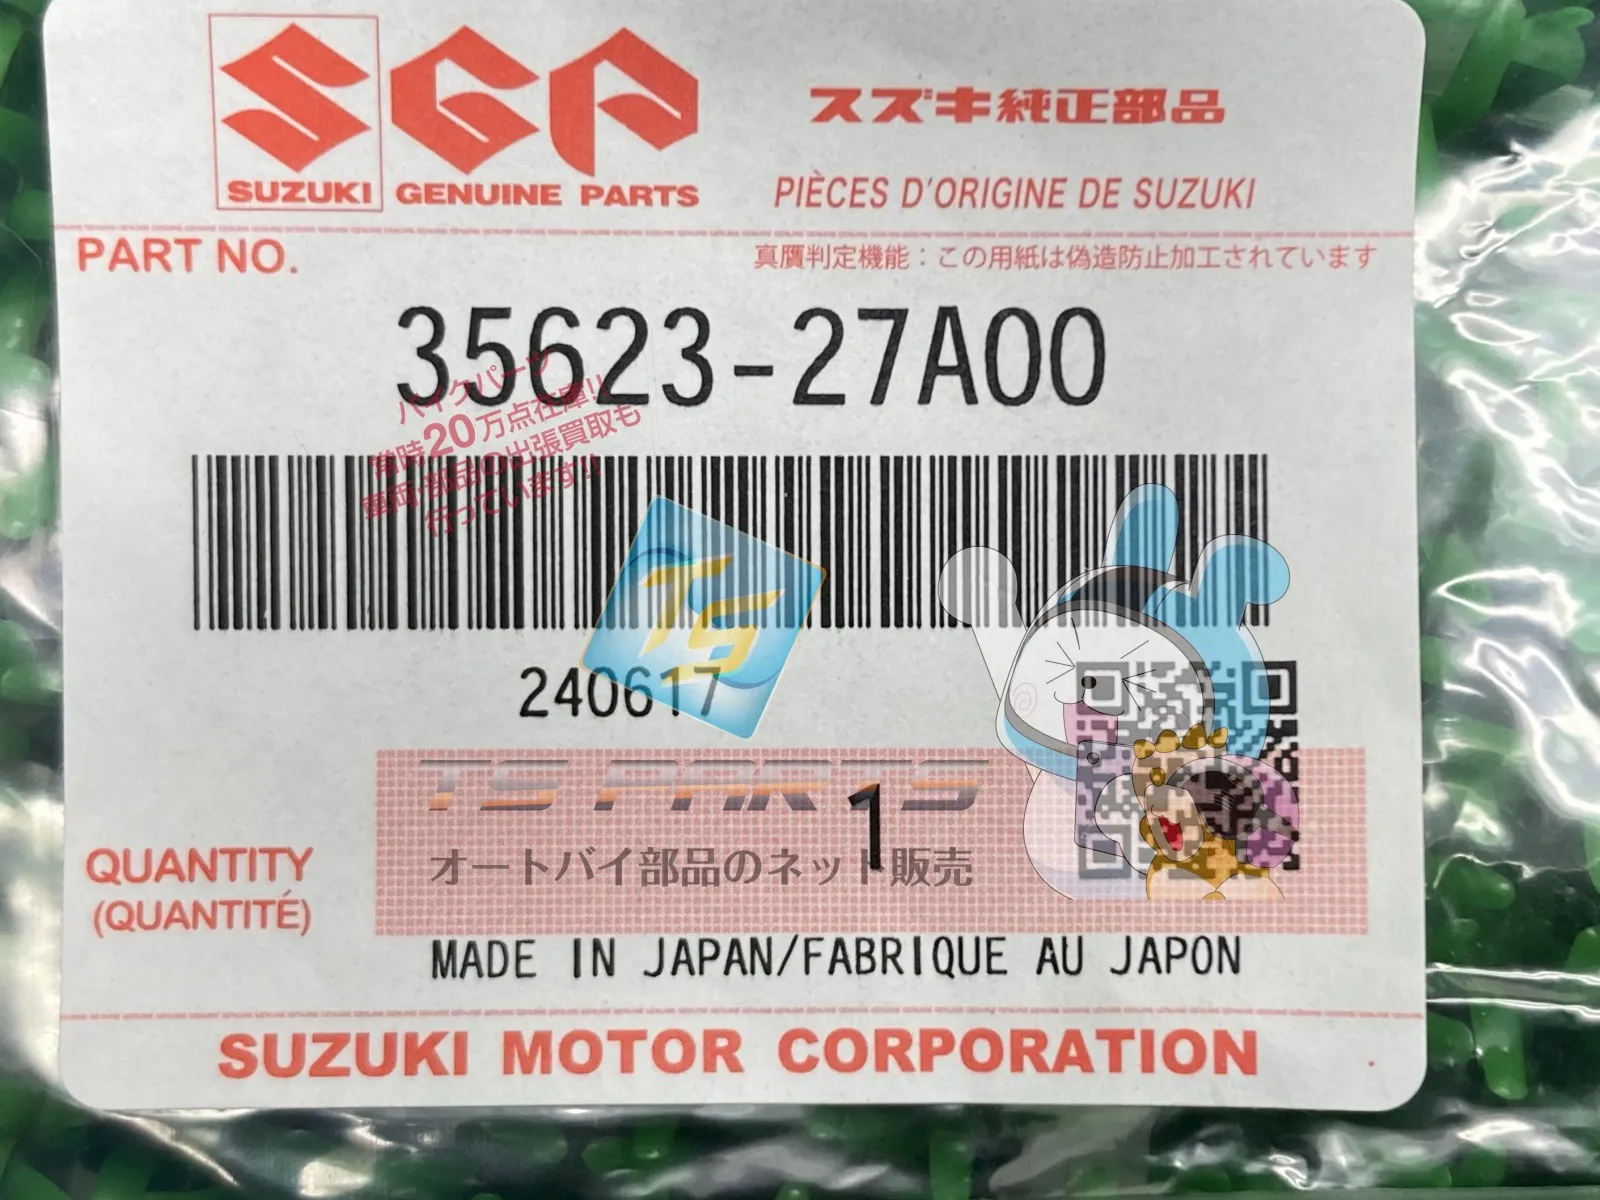 SGP
SUZUKI GENUINE PARTS
スズキ純正部品
PIÈCES D'ORIGINE DE SUZUKI
PART NO.
真贋判定機能：この用紙は偽造防止加工されています
35623-27A00
バイクパーツ
常時20万点在庫!!
車両・部品の出張買取も
行っています!!
TS
240617
TS PARTS
1
オートバイ部品のネット販売
QUANTITY
(QUANTITÉ)
MADE IN JAPAN/FABRIQUE AU JAPON
SUZUKI MOTOR CORPORATION